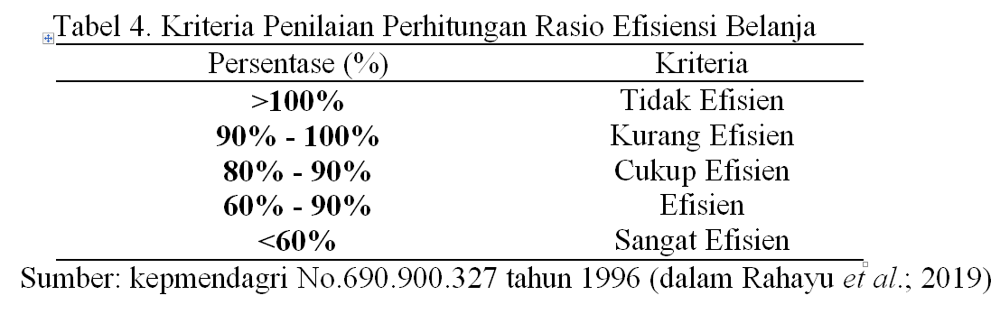 Tabel 4. Kriteria Penilaian Perhitungan Rasio Efisiensi Belanja
Persentase (%) Kriteria
>100% Tidak Efisien
90% - 100% Kurang Efisien
80% - 90% Cukup Efisien
60% - 90% Efisien
<60% Sangat Efisien
Sumber: kepmendagri No.690.900.327 tahun 1996 (dalam Rahayu et al.; 2019)